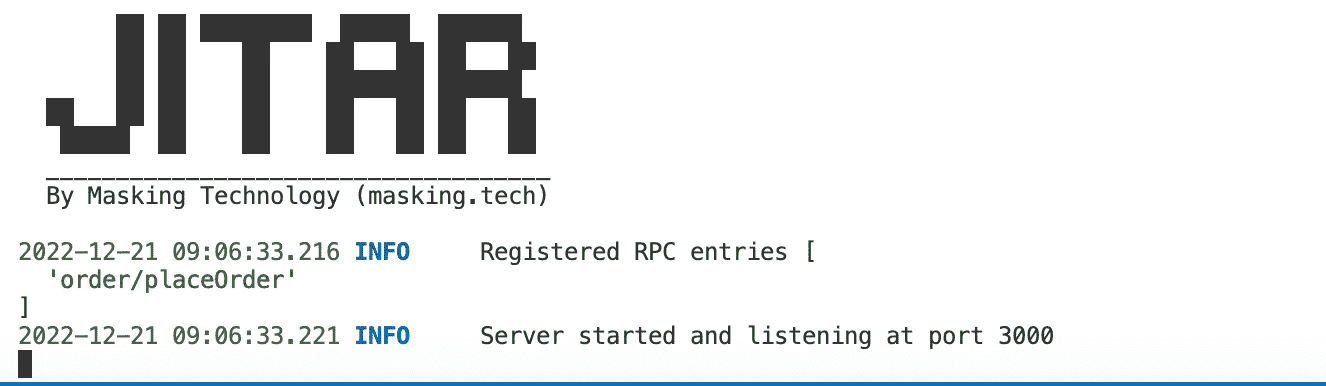 JITAR
By Masking Technology (masking.tech)
2022-12-21 09:06:33.216 INFO     Registered RPC entries [
  'order/placeOrder'
]
2022-12-21 09:06:33.221 INFO     Server started and listening at port 3000